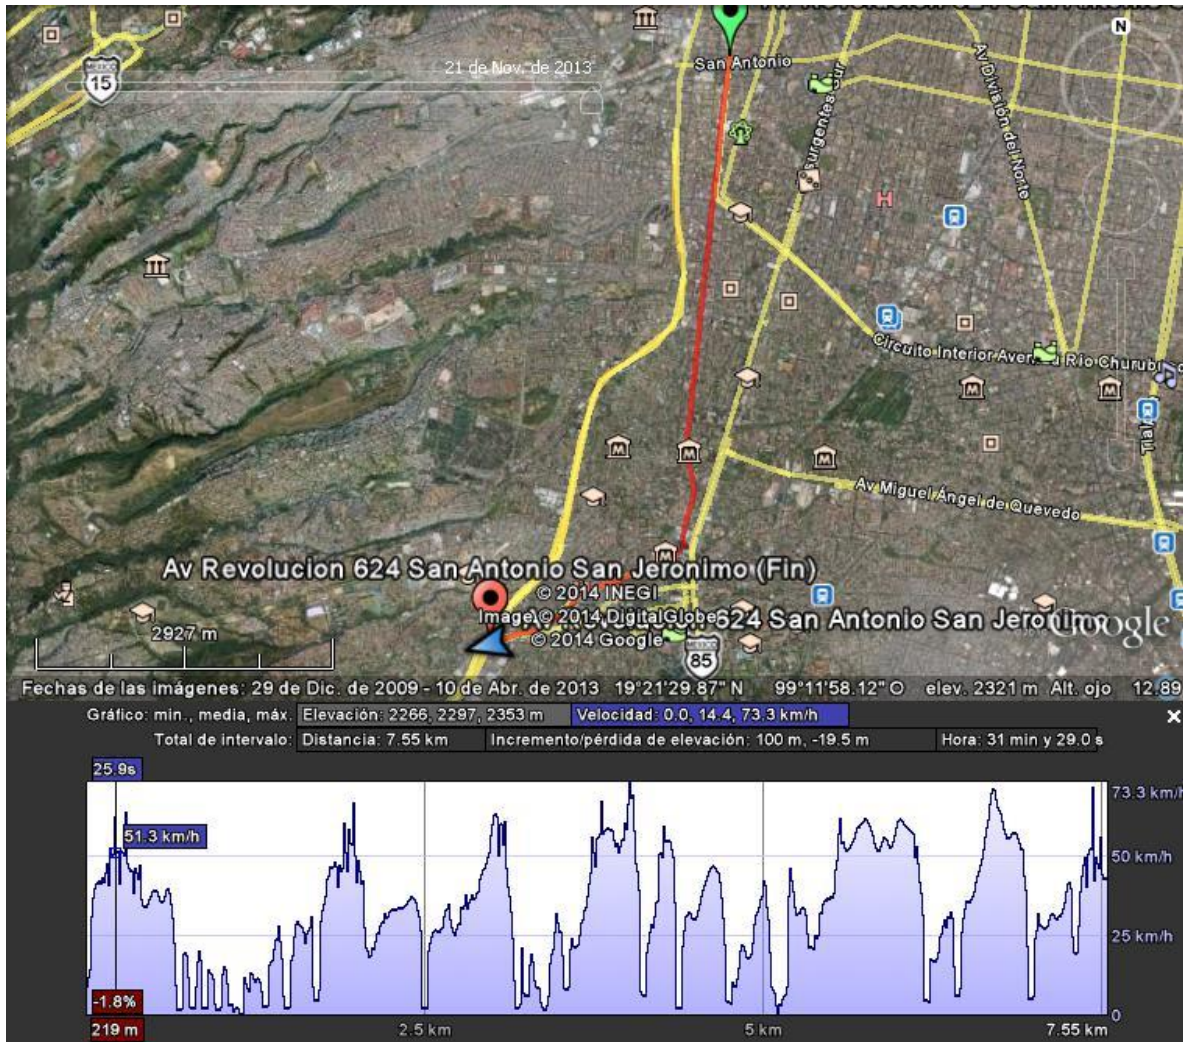 21 de Nov. de 2013
San Antonio
N
MEXICO
15
Av División del Norte
Circuito Interior Avenida Río Churubusco
Av Miguel Ángel de Quevedo
Av Revolucion 624 San Antonio San Jeronimo (Fin)
© 2014 INEGI
Image © 2014 DigitalGlobe
624 San Antonio San Jeronimo
© 2014 Google
Google
2927 m
85
Fechas de las imágenes: 29 de Dic. de 2009 - 10 de Abr. de 2013 19°21'29.87" N 99°11'58.12" O elev. 2321 m Alt. ojo 12.89
Gráfico: min., media, máx. Elevación: 2266, 2297, 2353 m Velocidad: 0.0, 14.4, 73.3 km/h
Total de intervalo: Distancia: 7.55 km Incremento/pérdida de elevación: 100 m, -19.5 m Hora: 31 min y 29.0 s
25.9s
73.3 km/h
51.3 km/h
50 km/h
25 km/h
-1.8%
219 m 2.5 km 5 km 7.55 km 0